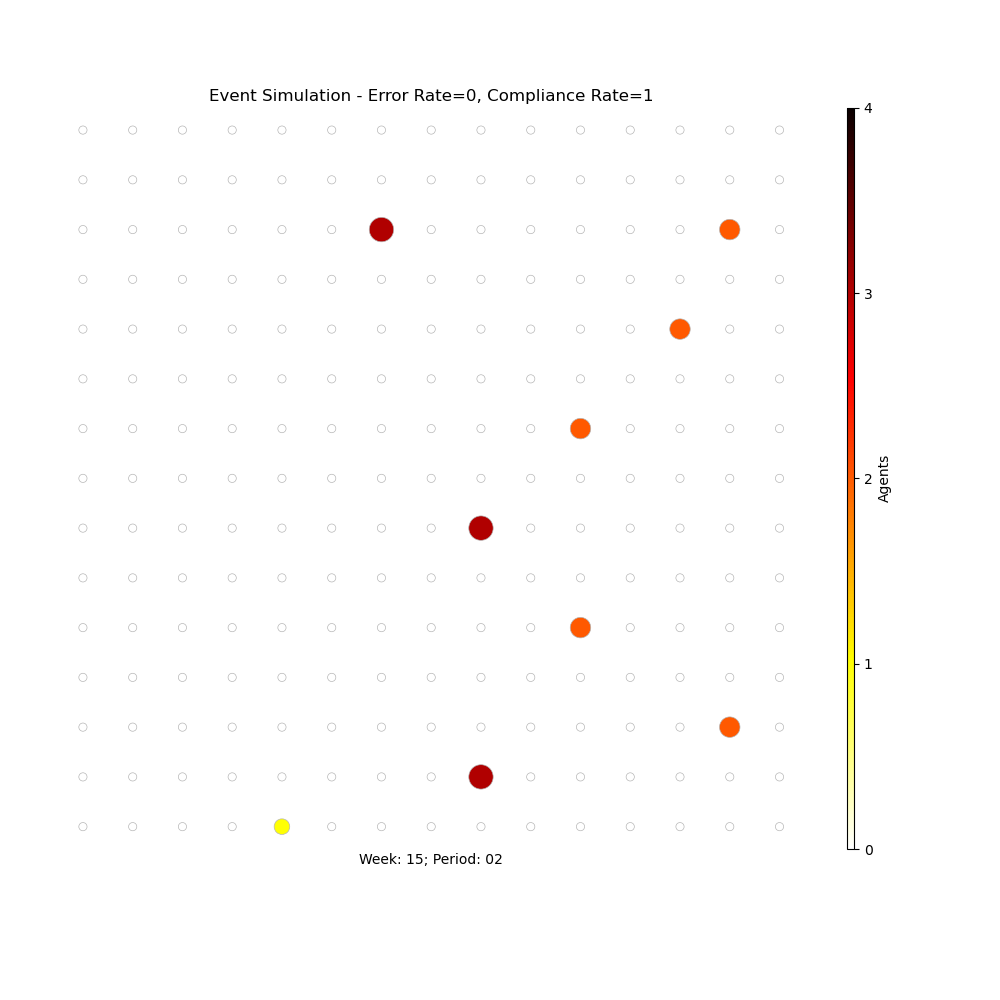 Event Simulation - Error Rate=0, Compliance Rate=1
4
3
2
1
0
Agents
Week: 15; Period: 02